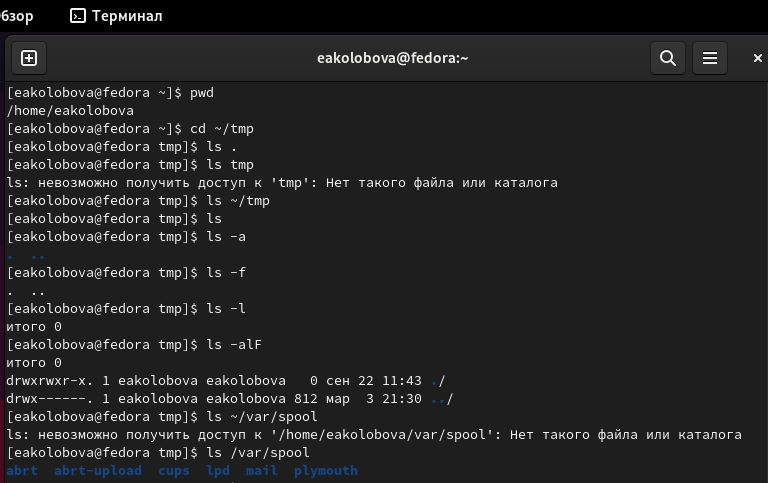 бзор Терминал
eakolobova@fedora:~
[eakolobova@fedora ~]$ pwd
/home/eakolobova
[eakolobova@fedora ~]$ cd ~/tmp
[eakolobova@fedora tmp]$ ls .
[eakolobova@fedora tmp]$ ls tmp
ls: невозможно получить доступ к 'tmp': Нет такого файла или каталога
[eakolobova@fedora tmp]$ ls ~/tmp
[eakolobova@fedora tmp]$ ls
[eakolobova@fedora tmp]$ ls -a
.  ..
[eakolobova@fedora tmp]$ ls -f
.  ..
[eakolobova@fedora tmp]$ ls -l
итого 0
[eakolobova@fedora tmp]$ ls -alF
итого 0
drwxrwxr-x. 1 eakolobova eakolobova   0 сен 22 11:43 ./
drwx------. 1 eakolobova eakolobova 812 мар  3 21:30 ../
[eakolobova@fedora tmp]$ ls ~/var/spool
ls: невозможно получить доступ к '/home/eakolobova/var/spool': Нет такого файла или каталога
[eakolobova@fedora tmp]$ ls /var/spool
abrt  abrt-upload  cups  lpd  mail  plymouth